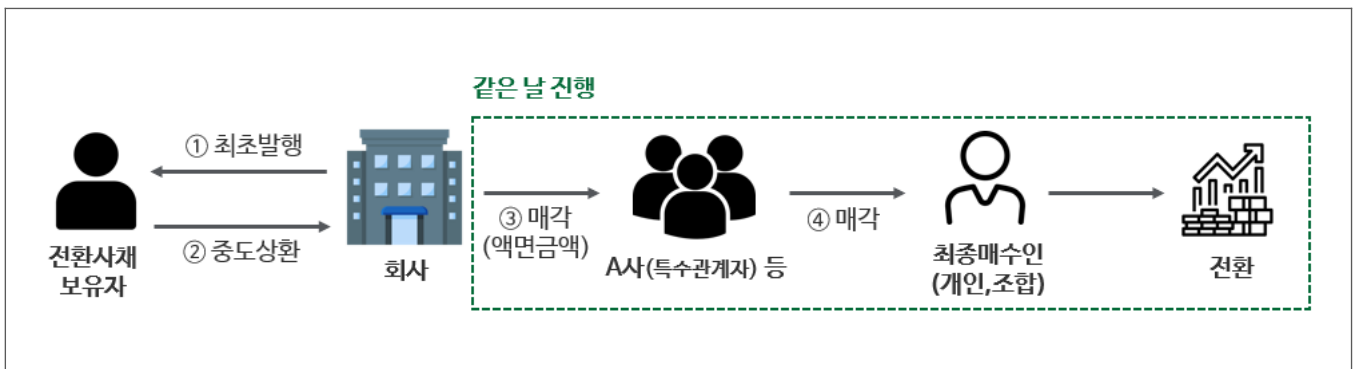 같은 날 진행
① 최초발행
② 중도상환
전환사채
보유자
회사
③ 매각
(액면금액)
A사(특수관계자) 등
④ 매각
최종매수인
(개인,조합)
전환